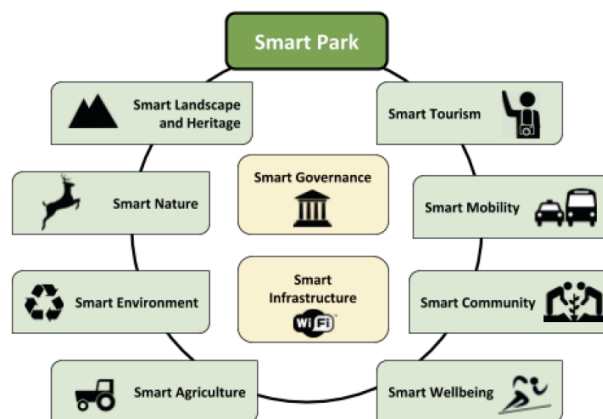 Smart Park
Smart Landscape
and Heritage
Smart Tourism
Smart Governance
Smart Nature
Smart Mobility
Smart
Infrastructure
WiFi
Smart Environment
Smart Community
Smart Agriculture
Smart Wellbeing